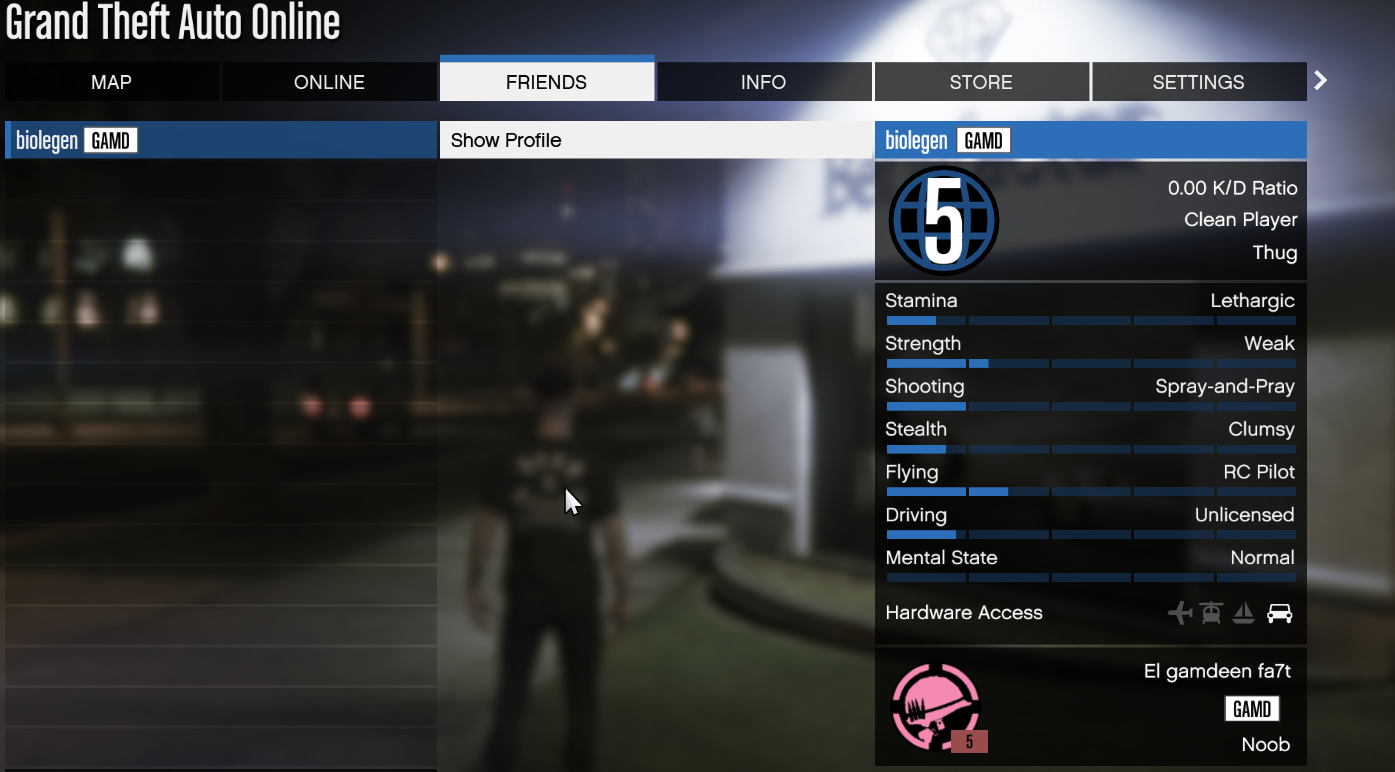 Grand Theft Auto Online
MAP
ONLINE
FRIENDS
INFO
STORE
SETTINGS
biolegen GAMD
Show Profile
biolegen GAMD
5
0.00 K/D Ratio
Clean Player
Thug
Stamina Lethargic
Strength Weak
Shooting Spray-and-Pray
Stealth Clumsy
Flying RC Pilot
Driving Unlicensed
Mental State Normal
Hardware Access
El gamdeen fa7t
GAMD
5
Noob